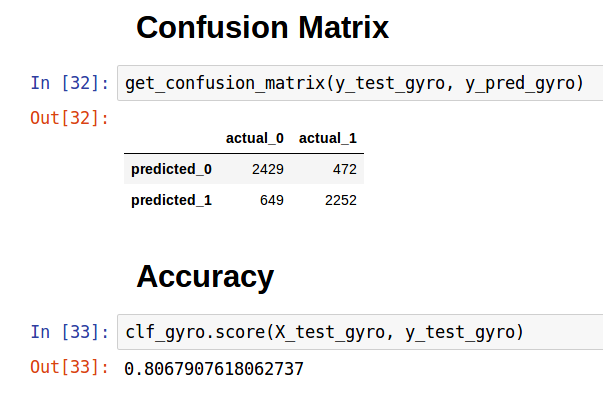 Confusion Matrix
In [32]: get_confusion_matrix(y_test_gyro, y_pred_gyro)
Out[32]:
actual_0 actual_1
predicted_0 2429 472
predicted_1 649 2252
Accuracy
In [33]: clf_gyro.score(X_test_gyro, y_test_gyro)
Out[33]: 0.8067907618062737